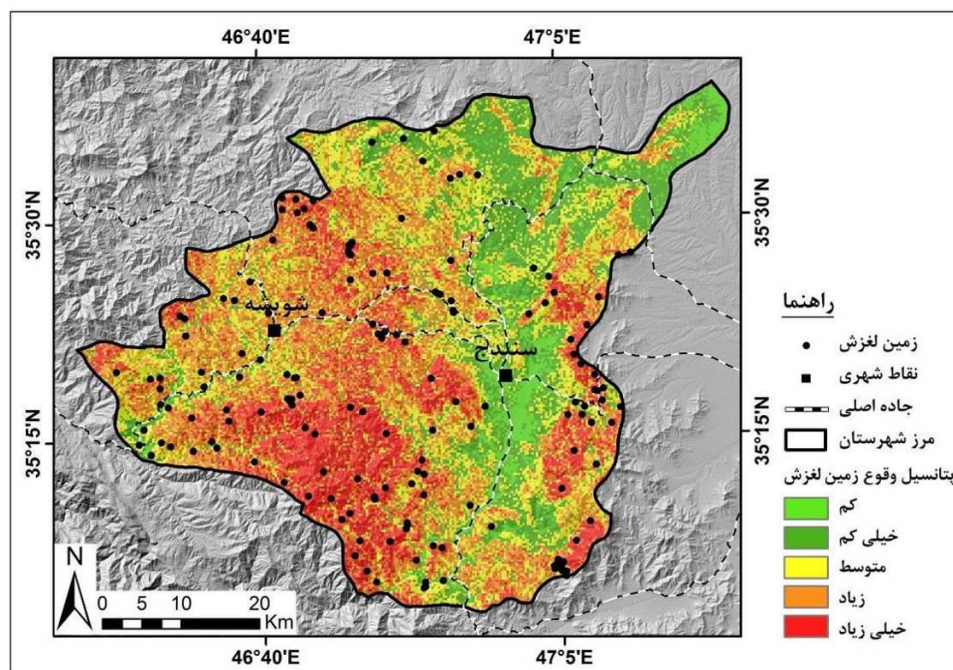 46°40'E
47°5'E
35°30'N
35°30'N
شویشه
سنندج
35°15'N
35°15'N
N
0 5 10 20
Km
46°40'E
47°5'E
راهنما
زمین لغزش
نقاط شهری
جاده اصلی
مرز شهرستان
پتانسیل وقوع زمین لغزش
کم
خیلی کم
متوسط
زیاد
خیلی زیاد